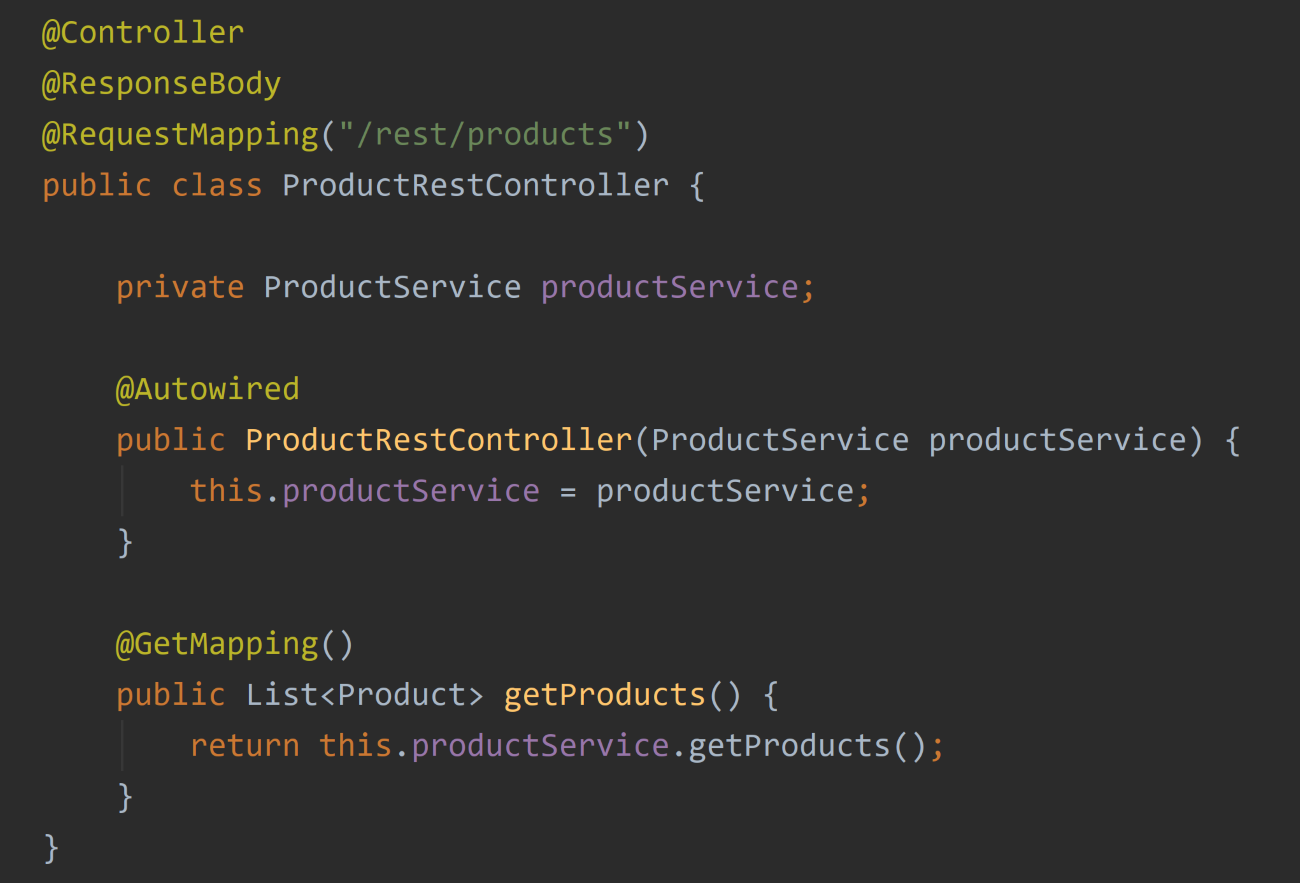 @Controller
@ResponseBody
@RequestMapping("/rest/products")
public class ProductRestController {
private ProductService productService;
@Autowired
public ProductRestController(ProductService productService) {
this.productService = productService;
}
@GetMapping()
public List<Product> getProducts() {
return this.productService.getProducts();
}
}